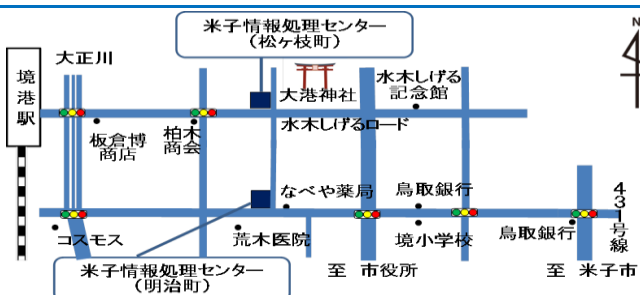 米子情報処理センター
（松ヶ枝町）
N
大正川
境港駅
大港神社
水木しげる
記念館
板倉博
商店
柏木
商会
水木しげるロード
なべや薬局
鳥取銀行
431号線
コスモス
荒木医院
境小学校
鳥取銀行
米子情報処理センター
（明治町）
至 市役所
至 米子市